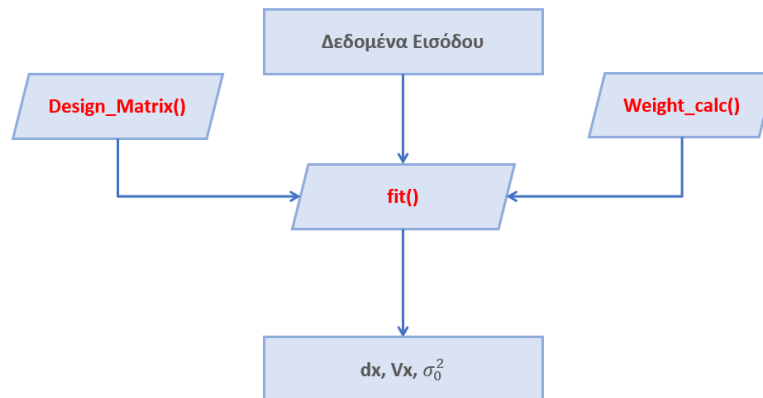 Δεδομένα Εισόδου
Design_Matrix()
Weight_calc()
fit()
dx, Vx, σ₀²